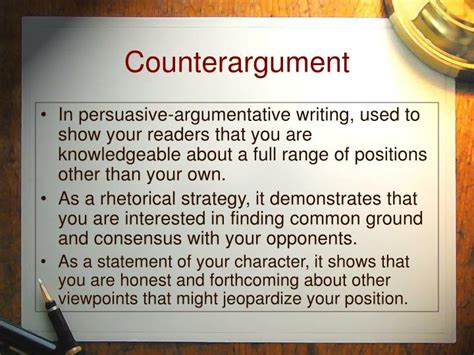 Counterargument
• In persuasive-argumentative writing, used to
show your readers that you are
knowledgeable about a full range of positions
other than your own.
• As a rhetorical strategy, it demonstrates that
you are interested in finding common ground
and consensus with your opponents.
• As a statement of your character, it shows that
you are honest and forthcoming about other
viewpoints that might jeopardize your position.